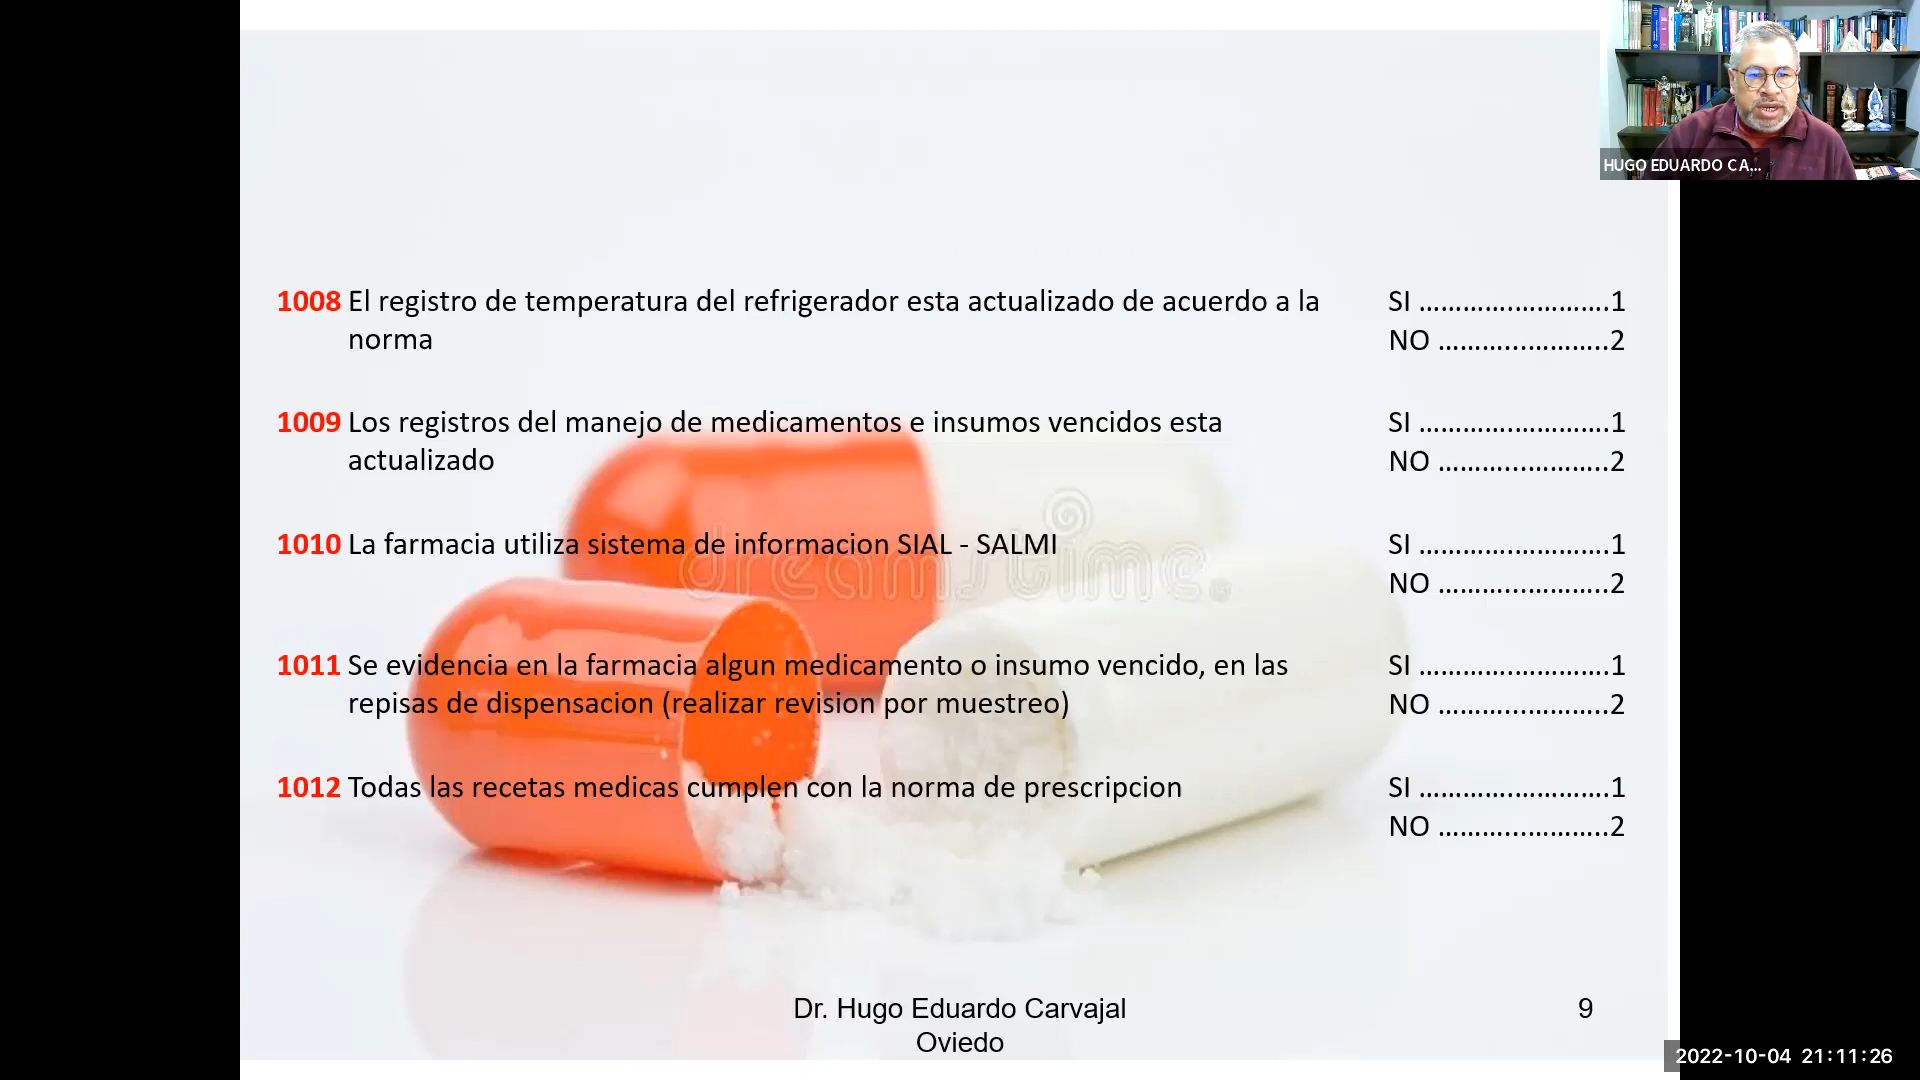 HUGO EDUARDO CA...
1008 El registro de temperatura del refrigerador esta actualizado de acuerdo a la
norma
SI ……………………..1
NO …………………..2
1009 Los registros del manejo de medicamentos e insumos vencidos esta
actualizado
SI ……………………..1
NO …………………..2
1010 La farmacia utiliza sistema de informacion SIAL - SALMI
SI ……………………..1
NO …………………..2
dreamstime.
1011 Se evidencia en la farmacia algun medicamento o insumo vencido, en las
repisas de dispensacion (realizar revision por muestreo)
SI ……………………..1
NO …………………..2
1012 Todas las recetas medicas cumplen con la norma de prescripcion
SI ……………………..1
NO …………………..2
Dr. Hugo Eduardo Carvajal
Oviedo
9
2022-10-04 21:11:26